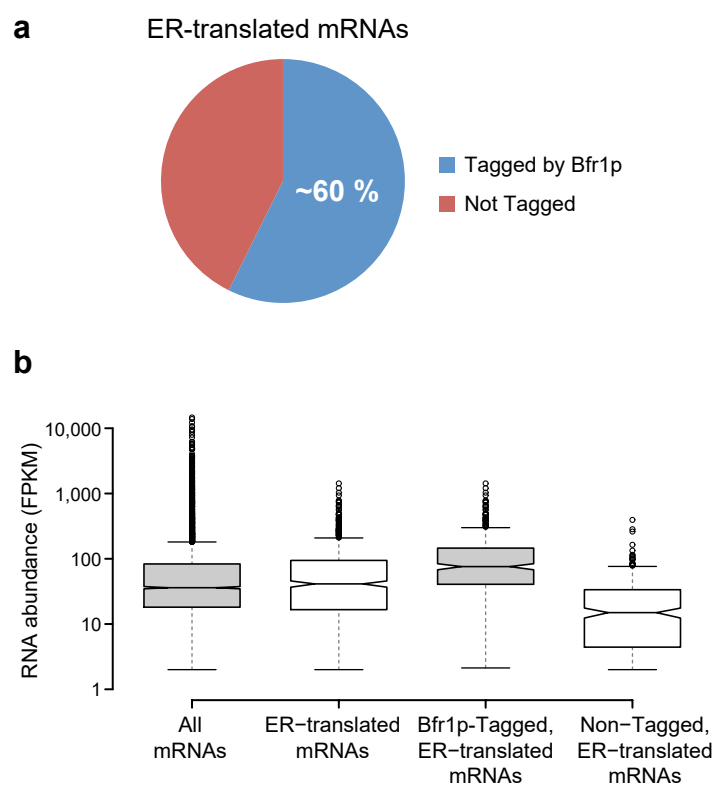 a
ER-translated mRNAs
~60 %
Tagged by Bfr1p
Not Tagged
b
RNA abundance (FPKM)
10,000
1,000
100
10
1
All
mRNAs
ER−translated
mRNAs
Bfr1p-Tagged,
ER−translated
mRNAs
Non−Tagged,
ER−translated
mRNAs